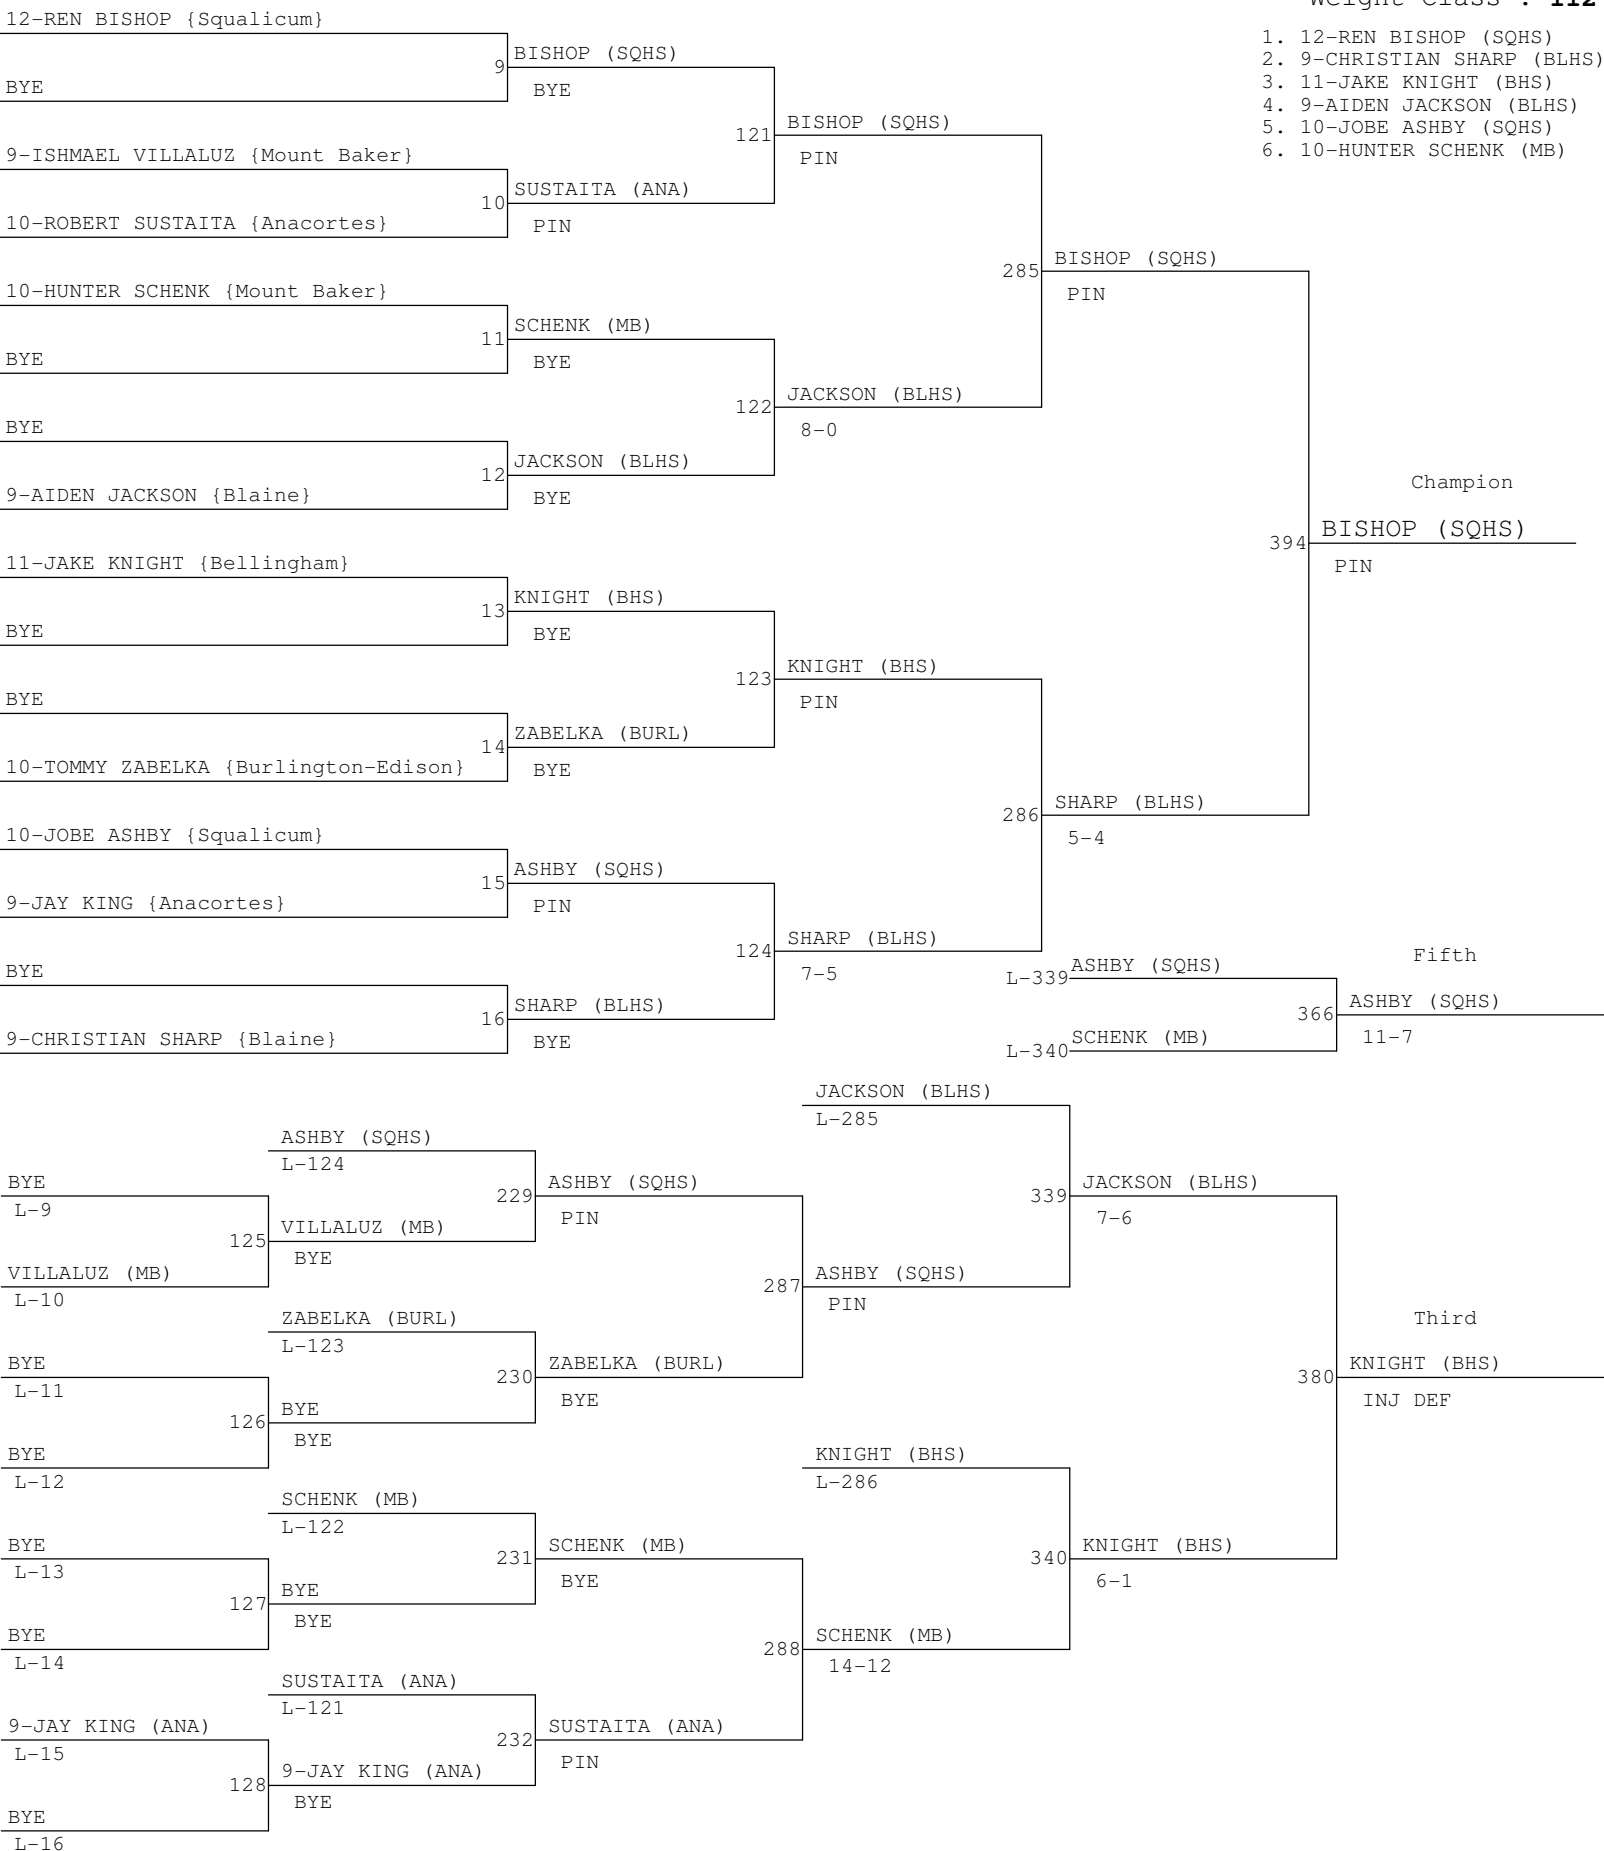 Weight Class : 112
1. 12-REN BISHOP (SQHS)
2. 9-CHRISTIAN SHARP (BLHS)
3. 11-JAKE KNIGHT (BHS)
4. 9-AIDEN JACKSON (BLHS)
5. 10-JOBE ASHBY (SQHS)
6. 10-HUNTER SCHENK (MB)
12-REN BISHOP {Squalicum}
BYE
9-ISHMAEL VILLALUZ {Mount Baker}
10-ROBERT SUSTAITA {Anacortes}
10-HUNTER SCHENK {Mount Baker}
BYE
BYE
9-AIDEN JACKSON {Blaine}
11-JAKE KNIGHT {Bellingham}
BYE
BYE
10-TOMMY ZABELKA {Burlington-Edison}
10-JOBE ASHBY {Squalicum}
9-JAY KING {Anacortes}
BYE
9-CHRISTIAN SHARP {Blaine}
9
BISHOP (SQHS)
BYE
10
SUSTAITA (ANA)
PIN
11
SCHENK (MB)
BYE
12
JACKSON (BLHS)
BYE
13
KNIGHT (BHS)
BYE
14
ZABELKA (BURL)
BYE
15
ASHBY (SQHS)
PIN
16
SHARP (BLHS)
BYE
121
BISHOP (SQHS)
PIN
122
JACKSON (BLHS)
8-0
123
KNIGHT (BHS)
PIN
124
SHARP (BLHS)
7-5
285
BISHOP (SQHS)
PIN
286
SHARP (BLHS)
5-4
Champion
394
BISHOP (SQHS)
PIN
Fifth
L-339
ASHBY (SQHS)
L-340
SCHENK (MB)
366
ASHBY (SQHS)
11-7
BYE
L-9
VILLALUZ (MB)
L-10
BYE
L-11
BYE
L-12
BYE
L-13
BYE
L-14
9-JAY KING (ANA)
L-15
BYE
L-16
ASHBY (SQHS)
L-124
125
VILLALUZ (MB)
BYE
ZABELKA (BURL)
L-123
126
BYE
BYE
SCHENK (MB)
L-122
127
BYE
BYE
SUSTAITA (ANA)
L-121
128
9-JAY KING (ANA)
BYE
229
ASHBY (SQHS)
PIN
230
ZABELKA (BURL)
BYE
231
SCHENK (MB)
BYE
232
SUSTAITA (ANA)
PIN
JACKSON (BLHS)
L-285
287
ASHBY (SQHS)
PIN
KNIGHT (BHS)
L-286
288
SCHENK (MB)
14-12
339
JACKSON (BLHS)
7-6
340
KNIGHT (BHS)
6-1
Third
380
KNIGHT (BHS)
INJ DEF